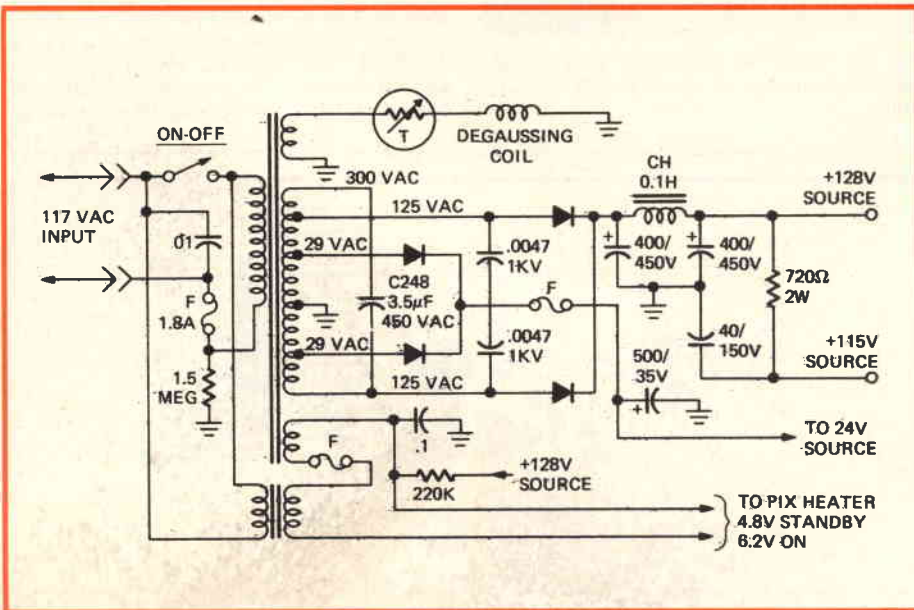 ON-OFF
117 VAC
INPUT
01
F
1.8A
1.5
MEG
T
DEGAUSSING
COIL
300 VAC
125 VAC
29 VAC
C248
3.5µF
450 VAC
29 VAC
125 VAC
.0047
1KV
.0047
1KV
F
CH
0.1H
+
400/
450V
+
400/
450V
40/
150V
720Ω
2W
+128V
SOURCE
+115V
SOURCE
500/
35V
+
TO 24V
SOURCE
F
.1
220K
+128V
SOURCE
TO PIX HEATER
4.8V STANDBY
6.2V ON